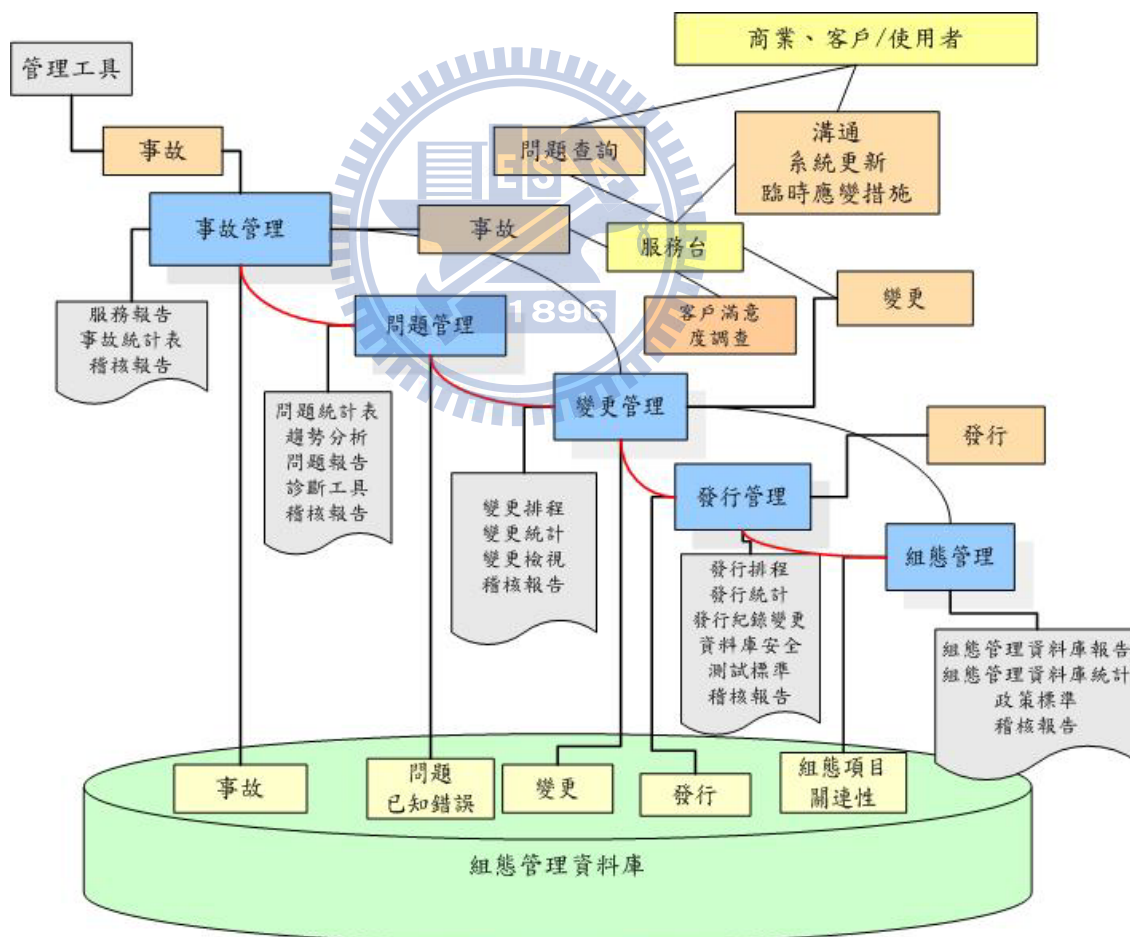 商業、客戶/使用者
管理工具
事故
問題查詢
溝通
系統更新
臨時應變措施
ES A
事故管理
事故
服務台
變更
1896
客戶滿意
度調查
服務報告
事故統計表
稽核報告
問題管理
變更管理
問題統計表
趨勢分析
問題報告
診斷工具
稽核報告
發行
發行管理
變更排程
變更統計
變更檢視
稽核報告
組態管理
發行排程
發行統計
發行紀錄變更
資料庫安全
測試標準
稽核報告
組態管理資料庫報告
組態管理資料庫統計
政策標準
稽核報告
事故
問題
已知錯誤
變更
發行
組態項目
關連性
組態管理資料庫